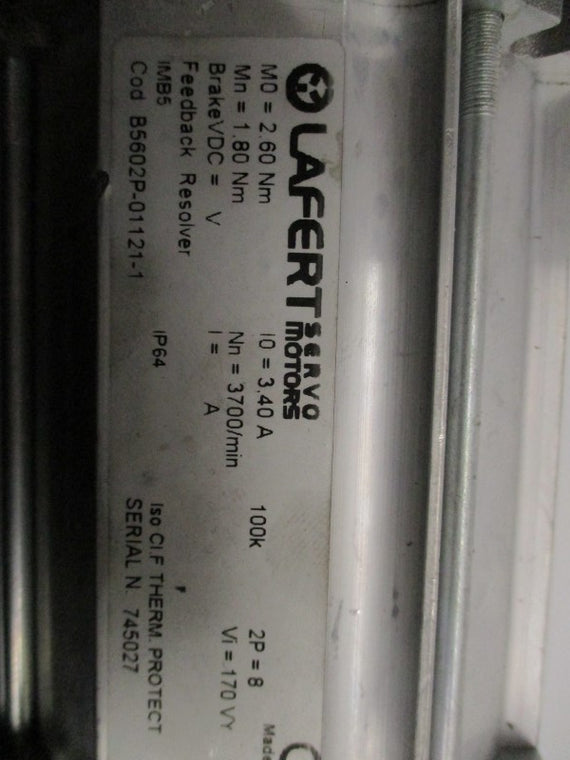 LAFERT SERVO MOTORS
M0 = 2.60 Nm I0 = 3.40 A 100k 2P = 8
Mn = 1.80 Nm Nn = 3700/min Vi = 170 VY
BrakeVDC = V I = A
Feedback Resolver
IMB5 IP64 Iso Cl.F THERM. PROTECT
Cod B5602P-01121-1 SERIAL N. 745027
Made